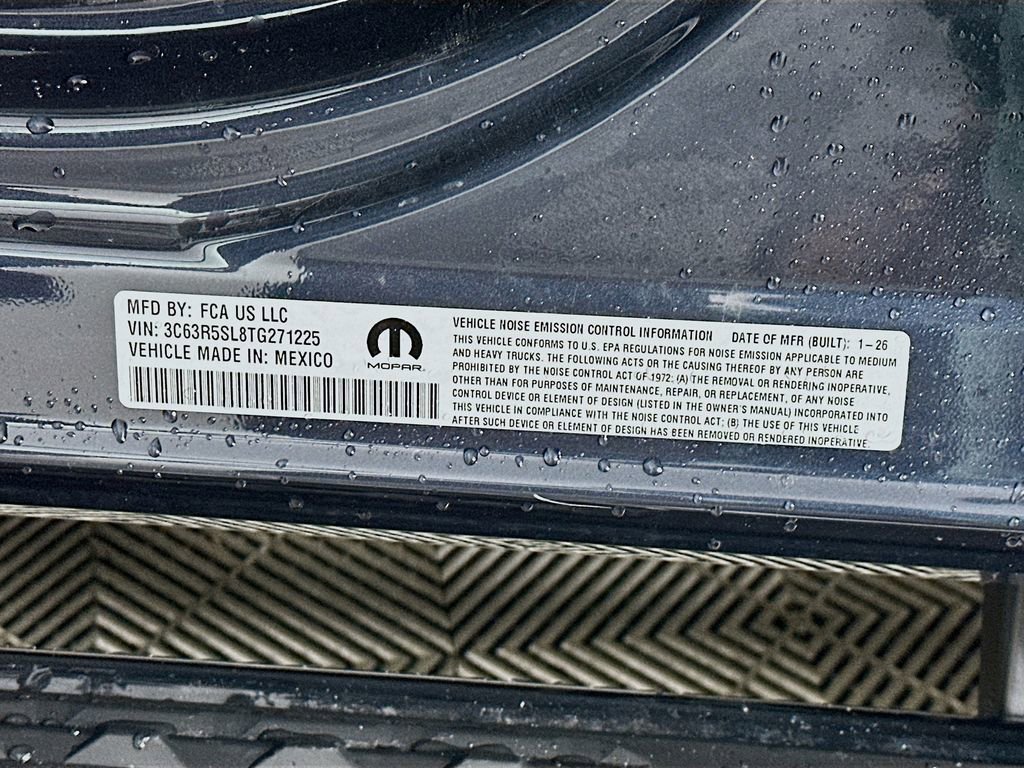 MFD BY: FCA US LLC
VIN: 3C63R5SL8TG271225
VEHICLE MADE IN: MEXICO
MOPAR
VEHICLE NOISE EMISSION CONTROL INFORMATION DATE OF MFR (BUILT): 1-26
THIS VEHICLE CONFORMS TO U.S. EPA REGULATIONS FOR NOISE EMISSION APPLICABLE TO MEDIUM
AND HEAVY TRUCKS. THE FOLLOWING ACTS OR THE CAUSING THEREOF BY ANY PERSON ARE
PROHIBITED BY THE NOISE CONTROL ACT OF 1972: (A) THE REMOVAL OR RENDERING INOPERATIVE,
OTHER THAN FOR PURPOSES OF MAINTENANCE, REPAIR, OR REPLACEMENT, OF ANY NOISE
CONTROL DEVICE OR ELEMENT OF DESIGN (LISTED IN THE OWNER'S MANUAL) INCORPORATED INTO
THIS VEHICLE IN COMPLIANCE WITH THE NOISE CONTROL ACT; (B) THE USE OF THIS VEHICLE
AFTER SUCH DEVICE OR ELEMENT OF DESIGN HAS BEEN REMOVED OR RENDERED INOPERATIVE.